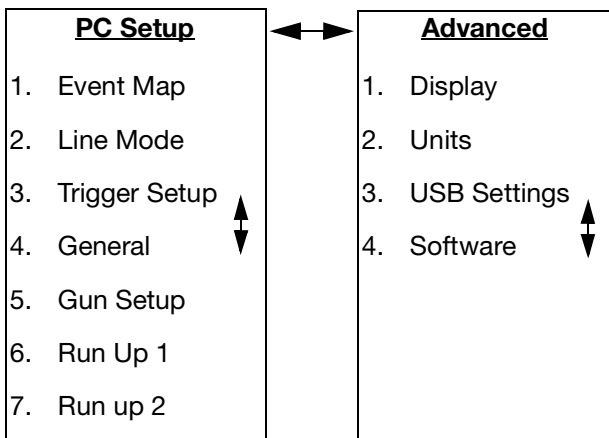 PC Setup
1. Event Map
2. Line Mode
3. Trigger Setup
4. General
5. Gun Setup
6. Run Up 1
7. Run up 2
Advanced
1. Display
2. Units
3. USB Settings
4. Software